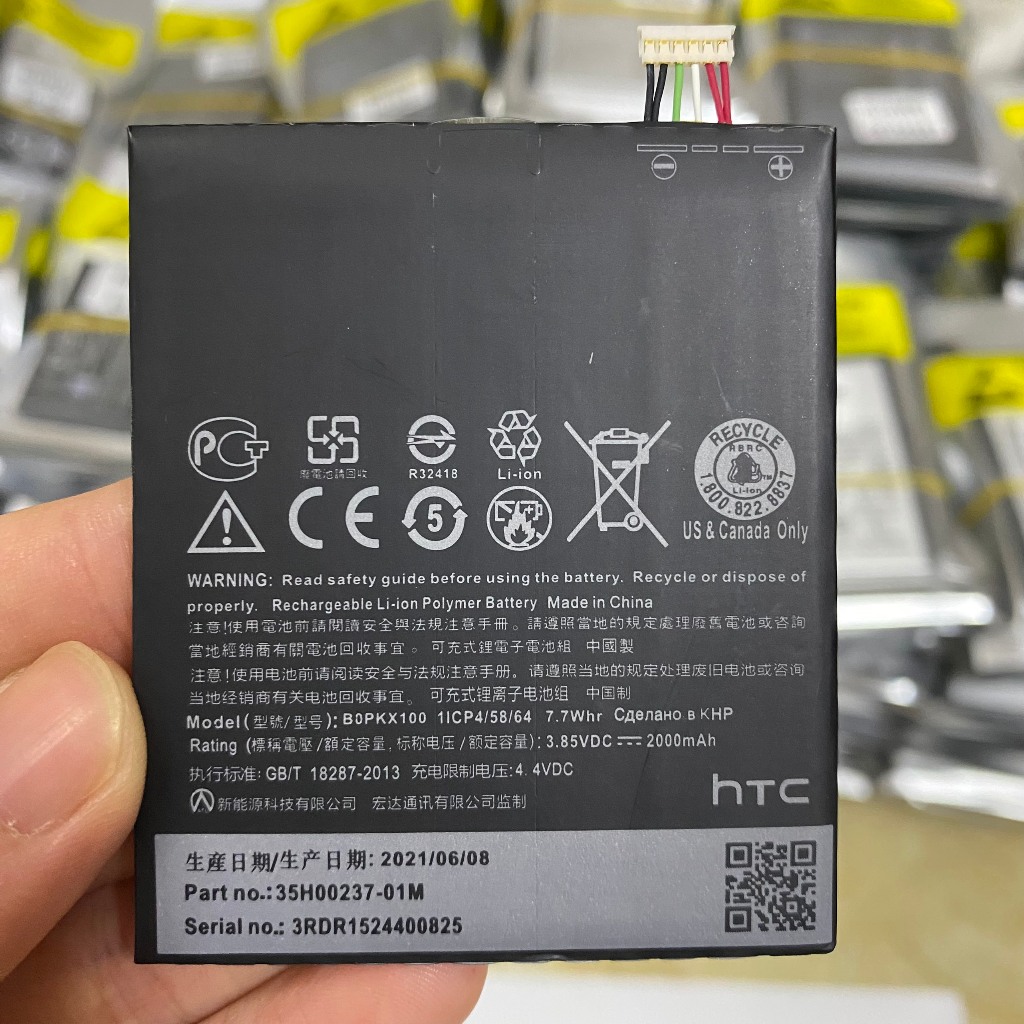 − +
PCT
廢電池請回收
R32418
Li-ion
RECYCLE
RBRC
Li-Ion TM
1.800.822.8837
US & Canada Only
CE
5
WARNING: Read safety guide before using the battery. Recycle or dispose of
properly. Rechargeable Li-ion Polymer Battery Made in China
注意!使用電池前請閱讀安全與法規注意手冊。請遵照當地的規定處理廢舊電池或咨詢
當地經銷商有關電池回收事宜。 可充式鋰電子電池組 中國製
注意!使用电池前请阅读安全与法规注意手册。请遵照当地的规定处理废旧电池或咨询
当地经销商有关电池回收事宜。 可充式锂离子电池组 中国制
Model(型號/型号): B0PKX100 1ICP4/58/64 7.7Whr Сделано в КНР
Rating (標稱電壓/額定容量, 标称电压/额定容量): 3.85VDC 2000mAh
执行标准: GB/T 18287-2013 充电限制电压: 4.4VDC
新能源科技有限公司 宏达通讯有限公司监制
hTC
生産日期/生产日期: 2021/06/08
Part no.: 35H00237-01M
Serial no.: 3RDR1524400825